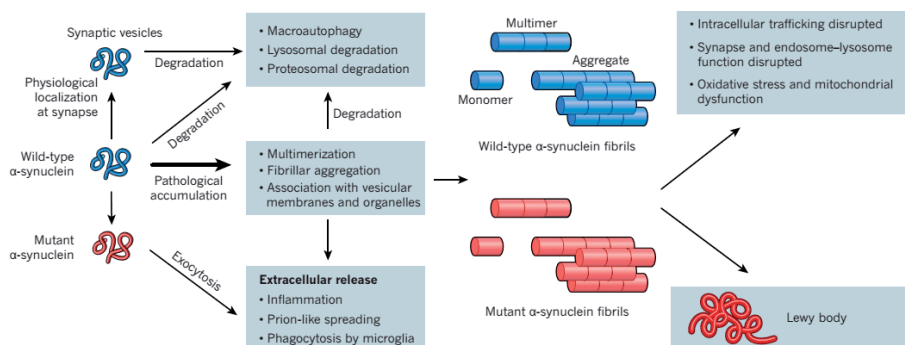 Synaptic vesicles
Degradation
Physiological
localization
at synapse
Degradation
Wild-type
α-synuclein
Pathological
accumulation
Mutant
α-synuclein
Exocytosis
• Macroautophagy
• Lysosomal degradation
• Proteosomal degradation
Degradation
• Multimerization
• Fibrillar aggregation
• Association with vesicular
membranes and organelles
Extracellular release
• Inflammation
• Prion-like spreading
• Phagocytosis by microglia
Multimer
Aggregate
Monomer
Wild-type α-synuclein fibrils
Mutant α-synuclein fibrils
• Intracellular trafficking disrupted
• Synapse and endosome–lysosome
function disrupted
• Oxidative stress and mitochondrial
dysfunction
Lewy body